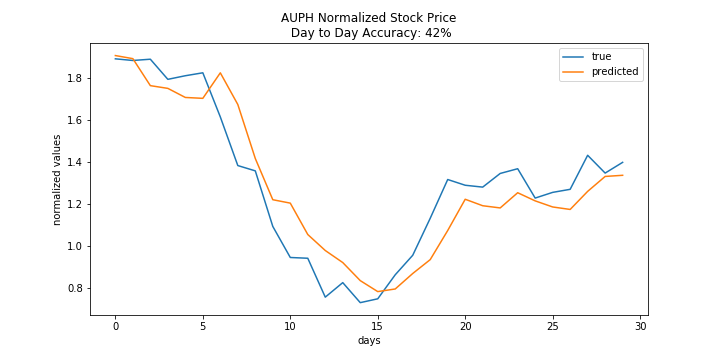 AUPH Normalized Stock Price
Day to Day Accuracy: 42%
true
predicted
normalized values
1.8
1.6
1.4
1.2
1.0
0.8
0
5
10
15
20
25
30
days